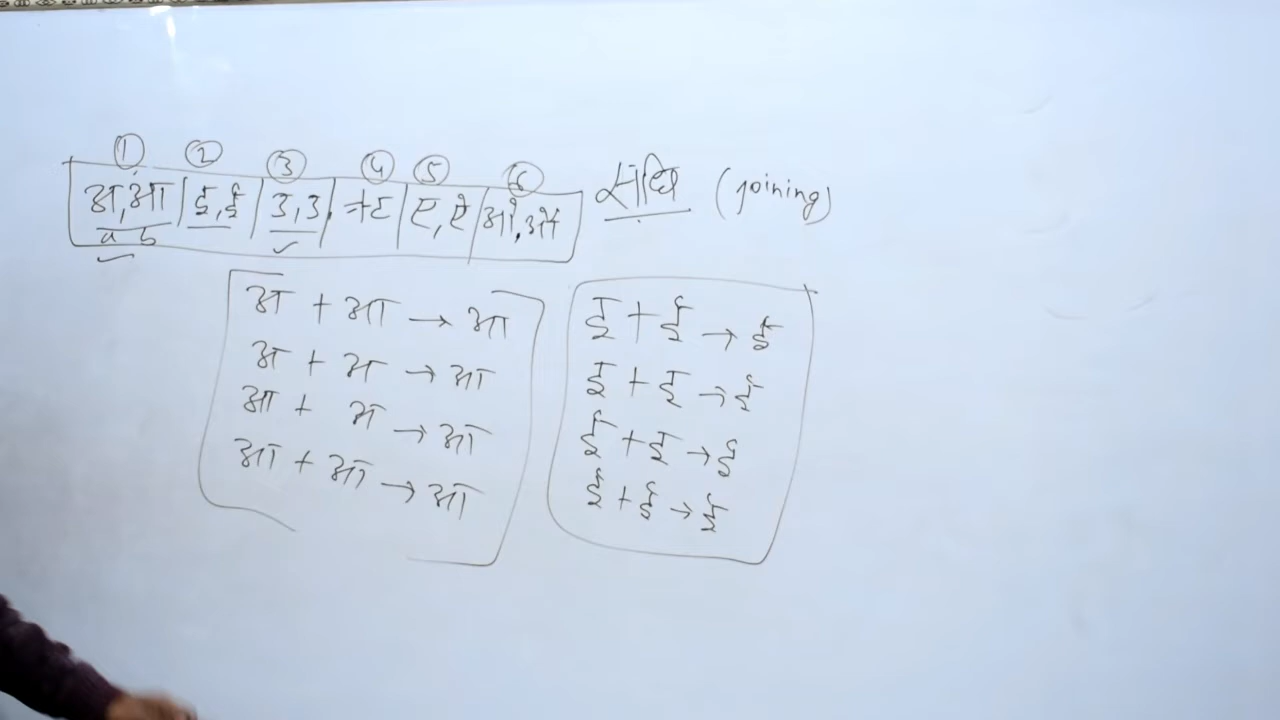 1 2 3 4 5 6
अ, आ | इ, ई | उ, उ, | ऋ | ए, ऐ | ओ, औ
a b
संधि (joining)
अ + आ → आ
अ + अ → आ
आ + अ → आ
आ + आ → आ
इ + ई → ई
इ + इ → ई
ई + इ → ई
ई + ई → ई